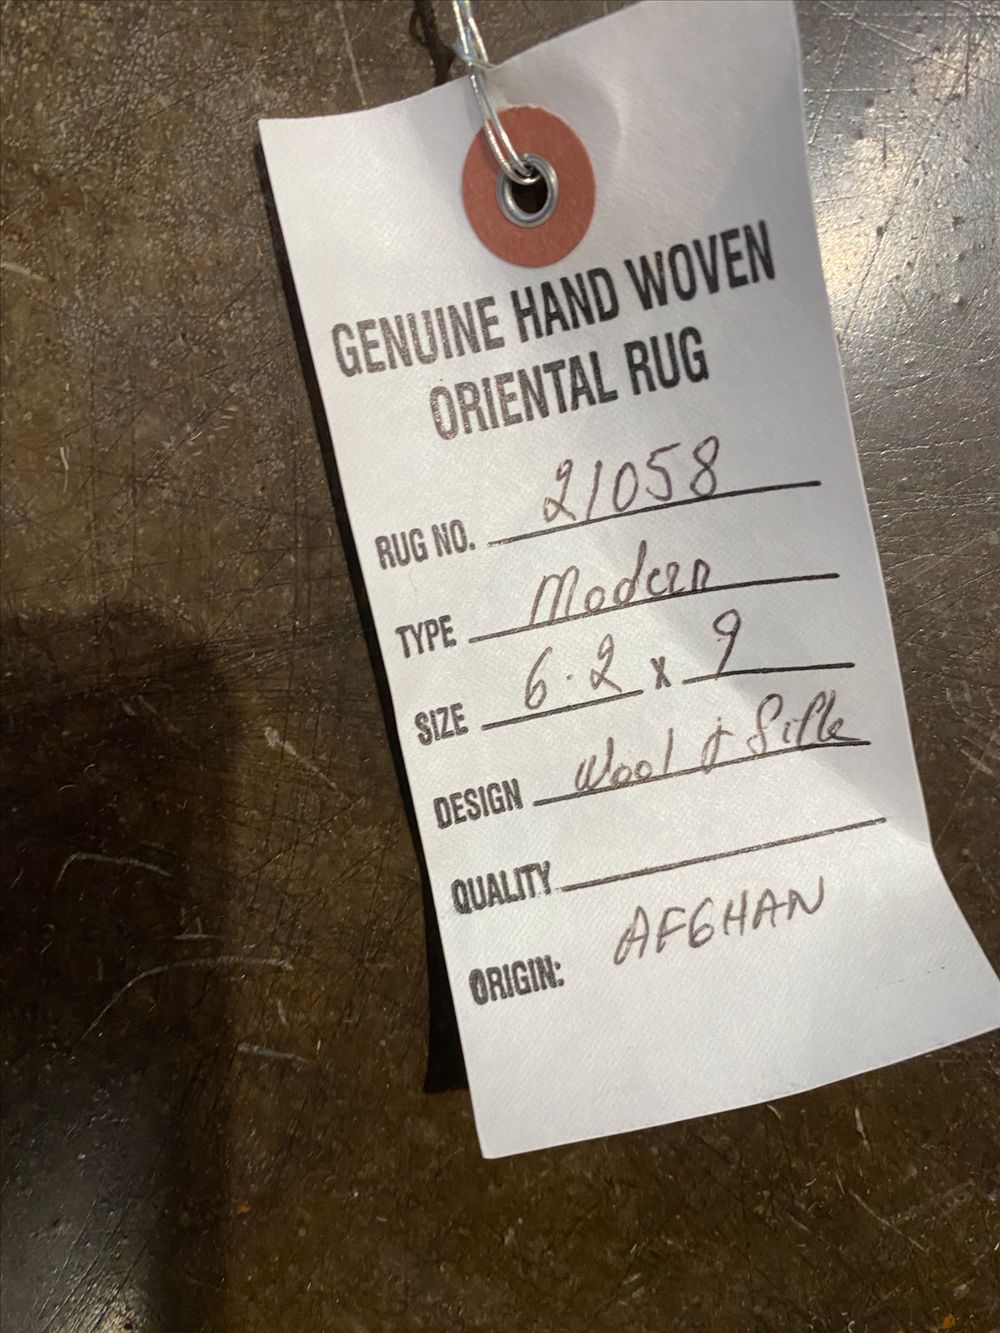 GENUINE HAND WOVEN
ORIENTAL RUG
RUG NO. 21058
TYPE Modern
SIZE 6.2 x 9
DESIGN Wool & Silk
QUALITY
ORIGIN: AFGHAN